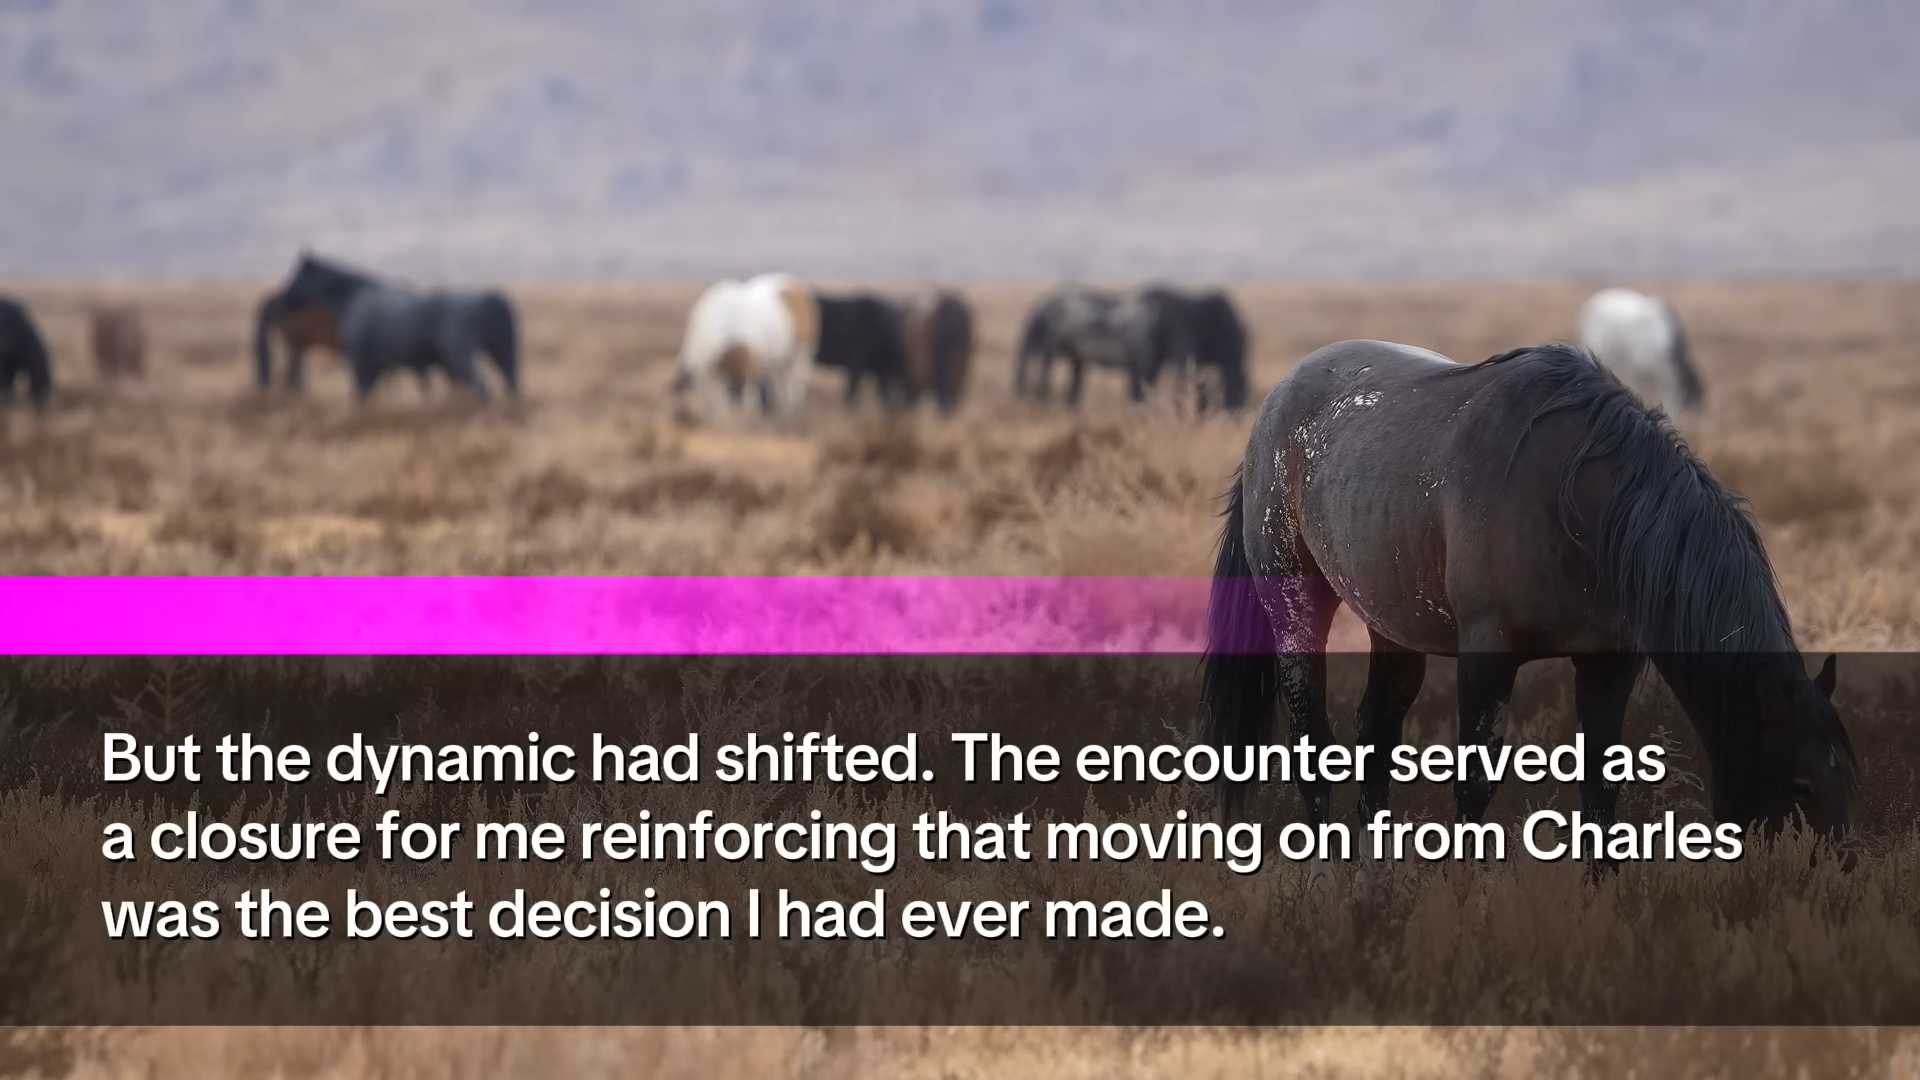 But the dynamic had shifted. The encounter served as
a closure for me reinforcing that moving on from Charles
was the best decision I had ever made.